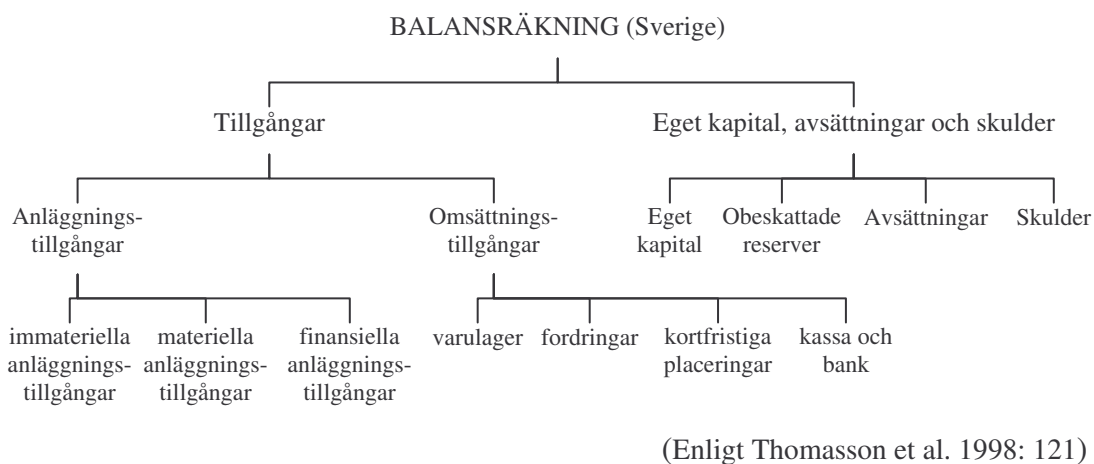 BALANSRÄKNING (Sverige)
Tillgångar
Eget kapital, avsättningar och skulder
Anläggnings-
tillgångar
Omsättnings-
tillgångar
Eget
kapital
Obeskattade
reserver
Avsättningar
Skulder
immateriella
anläggnings-
tillgångar
materiella
anläggnings-
tillgångar
finansiella
anläggnings-
tillgångar
varulager
fordringar
kortfristiga
placeringar
kassa och
bank
(Enligt Thomasson et al. 1998: 121)